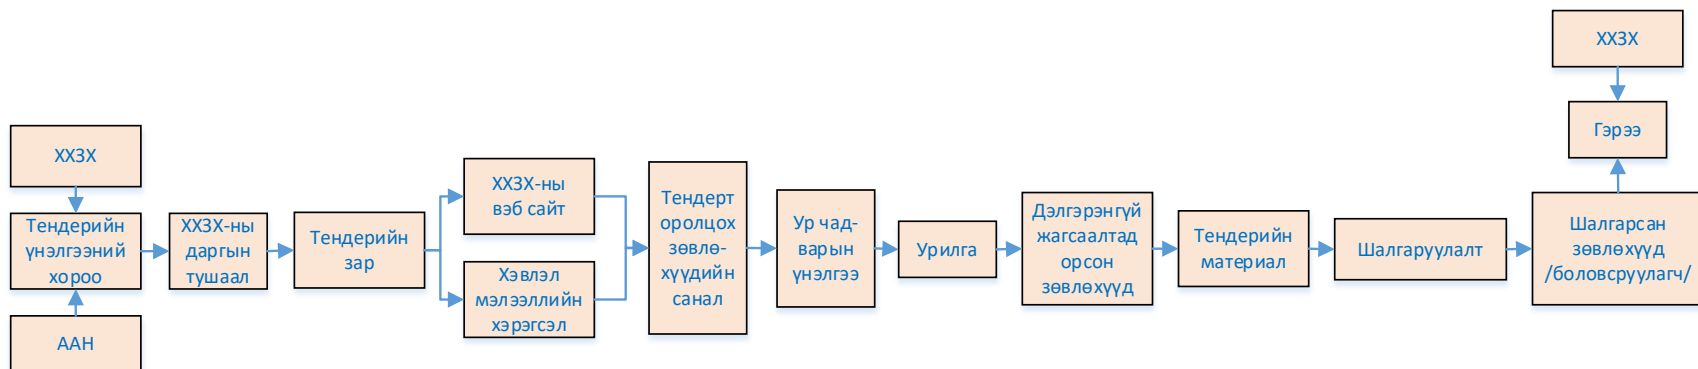 ХХЗХ
Тендерийн
үнэлгээний
хороо
ААН
ХХЗХ-ны
даргын
тушаал
Тендерийн
зар
ХХЗХ-ны
вэб сайт
Хэвлэл
мэлээллийн
хэрэгсэл
Тендерт
оролцох
зөвлө-
хүүдийн
санал
Ур чад-
варын
үнэлгээ
Урилга
Дэлгэрэнгүй
жагсаалтад
орсон
зөвлөхүүд
Тендерийн
материал
Шалгаруулалт
Шалгарсан
зөвлөхүүд
/боловсруулагч/
Гэрээ
ХХЗХ